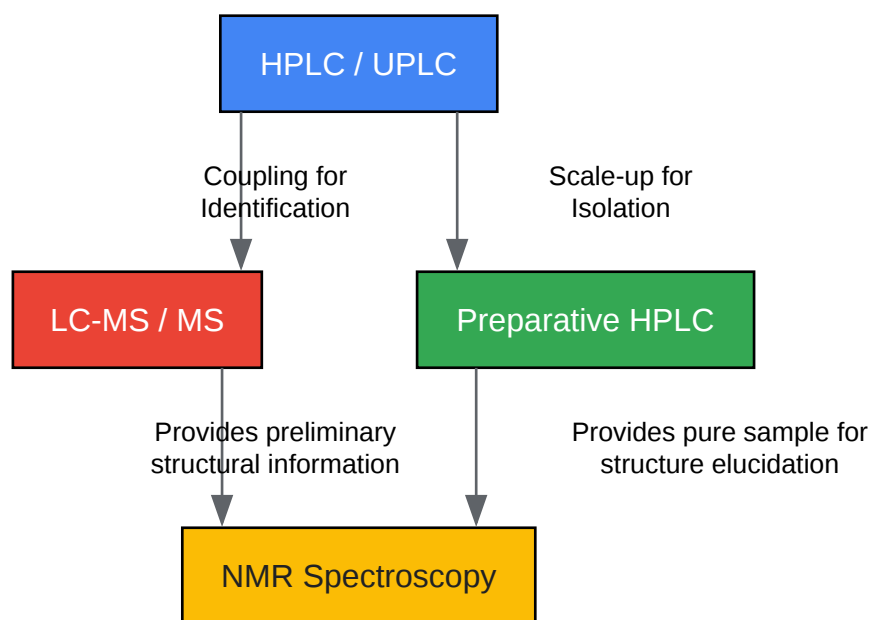 HPLC / UPLC
Coupling for
Identification
Scale-up for
Isolation
LC-MS / MS
Preparative HPLC
Provides preliminary
structural information
Provides pure sample for
structure elucidation
NMR Spectroscopy